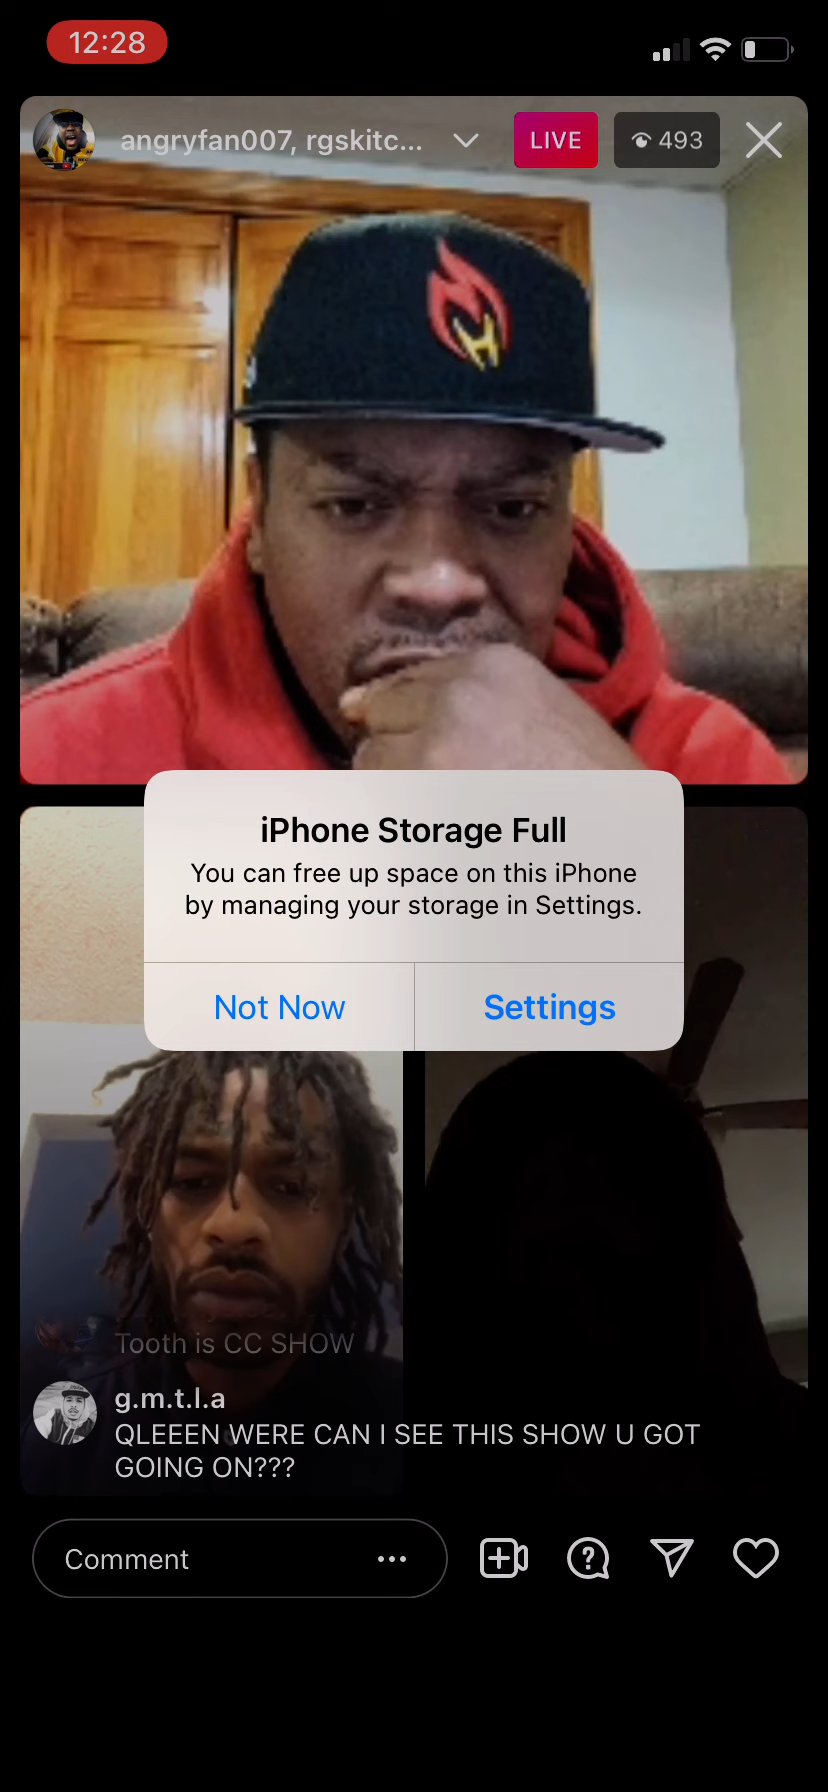 12:28
angryfan007, rgskitc...
LIVE
493
iPhone Storage Full
You can free up space on this iPhone
by managing your storage in Settings.
Not Now
Settings
Tooth is CC SHOW
g.m.t.l.a
QLEEEN WERE CAN I SEE THIS SHOW U GOT
GOING ON???
Comment